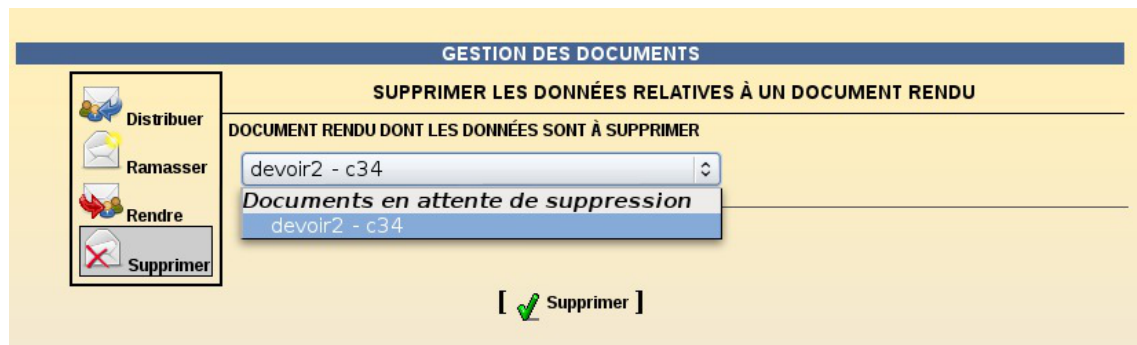 GESTION DES DOCUMENTS
SUPPRIMER LES DONNÉES RELATIVES À UN DOCUMENT RENDU
Distribuer
DOCUMENT RENDU DONT LES DONNÉES SONT À SUPPRIMER
Ramasser
devoir2 - c34
Documents en attente de suppression
Rendre
devoir2 - c34
Supprimer
[ Supprimer ]